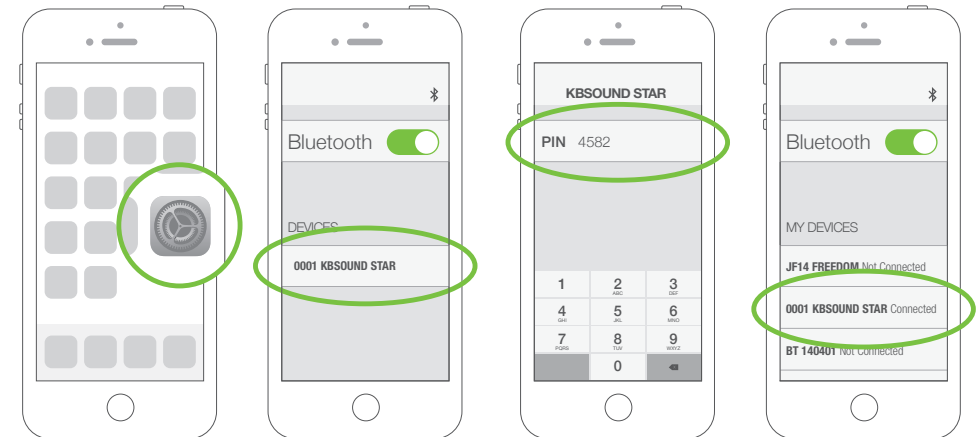 Bluetooth
DEVICES
0001 KBSOUND STAR
KBSOUND STAR
PIN 4582
1
2 ABC
3 DEF
4 GHI
5 JKL
6 MNO
7 PQRS
8 TUV
9 WXYZ
0
Bluetooth
MY DEVICES
JF14 FREEDOM Not Connected
0001 KBSOUND STAR Connected
BT 140401 Not Connected